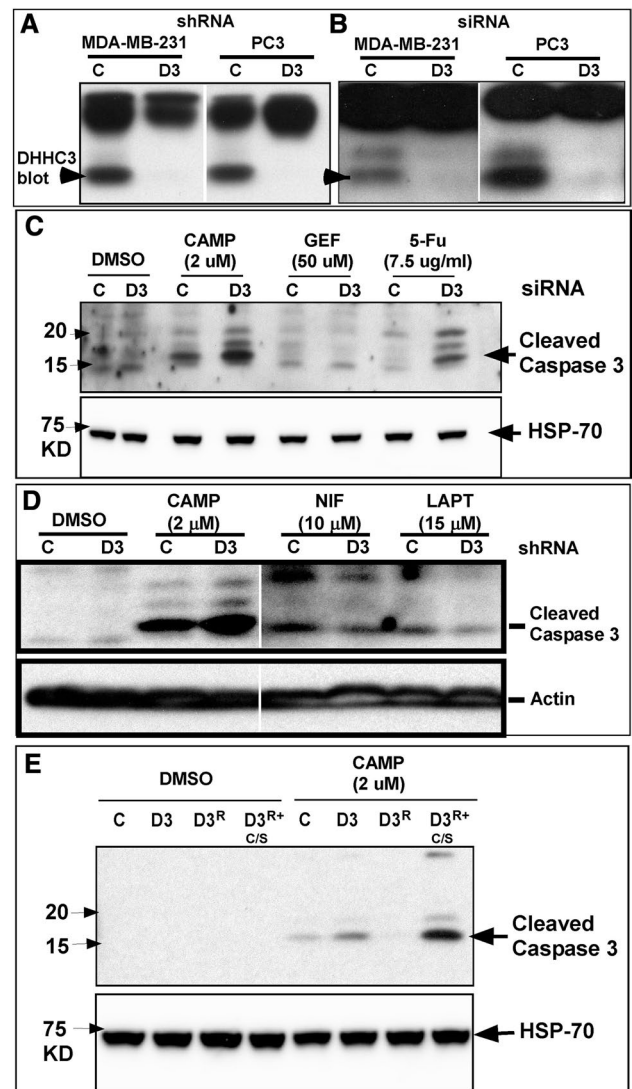 A shRNA
MDA-MB-231 PC3
C D3 C D3
DHHC3
blot
B siRNA
MDA-MB-231 PC3
C D3 C D3
C
DMSO CAMP (2 uM) GEF (50 uM) 5-Fu (7.5 ug/ml)
C D3 C D3 C D3 C D3 siRNA
20
15
Cleaved
Caspase 3
75
KD
HSP-70
D
DMSO CAMP (2 μM) NIF (10 μM) LAPT (15 μM)
C D3 C D3 C D3 C D3 shRNA
Cleaved
Caspase 3
Actin
E
DMSO CAMP (2 uM)
C D3 D3R D3R+ C/S C D3 D3R D3R+ C/S
20
15
Cleaved
Caspase 3
75
KD
HSP-70